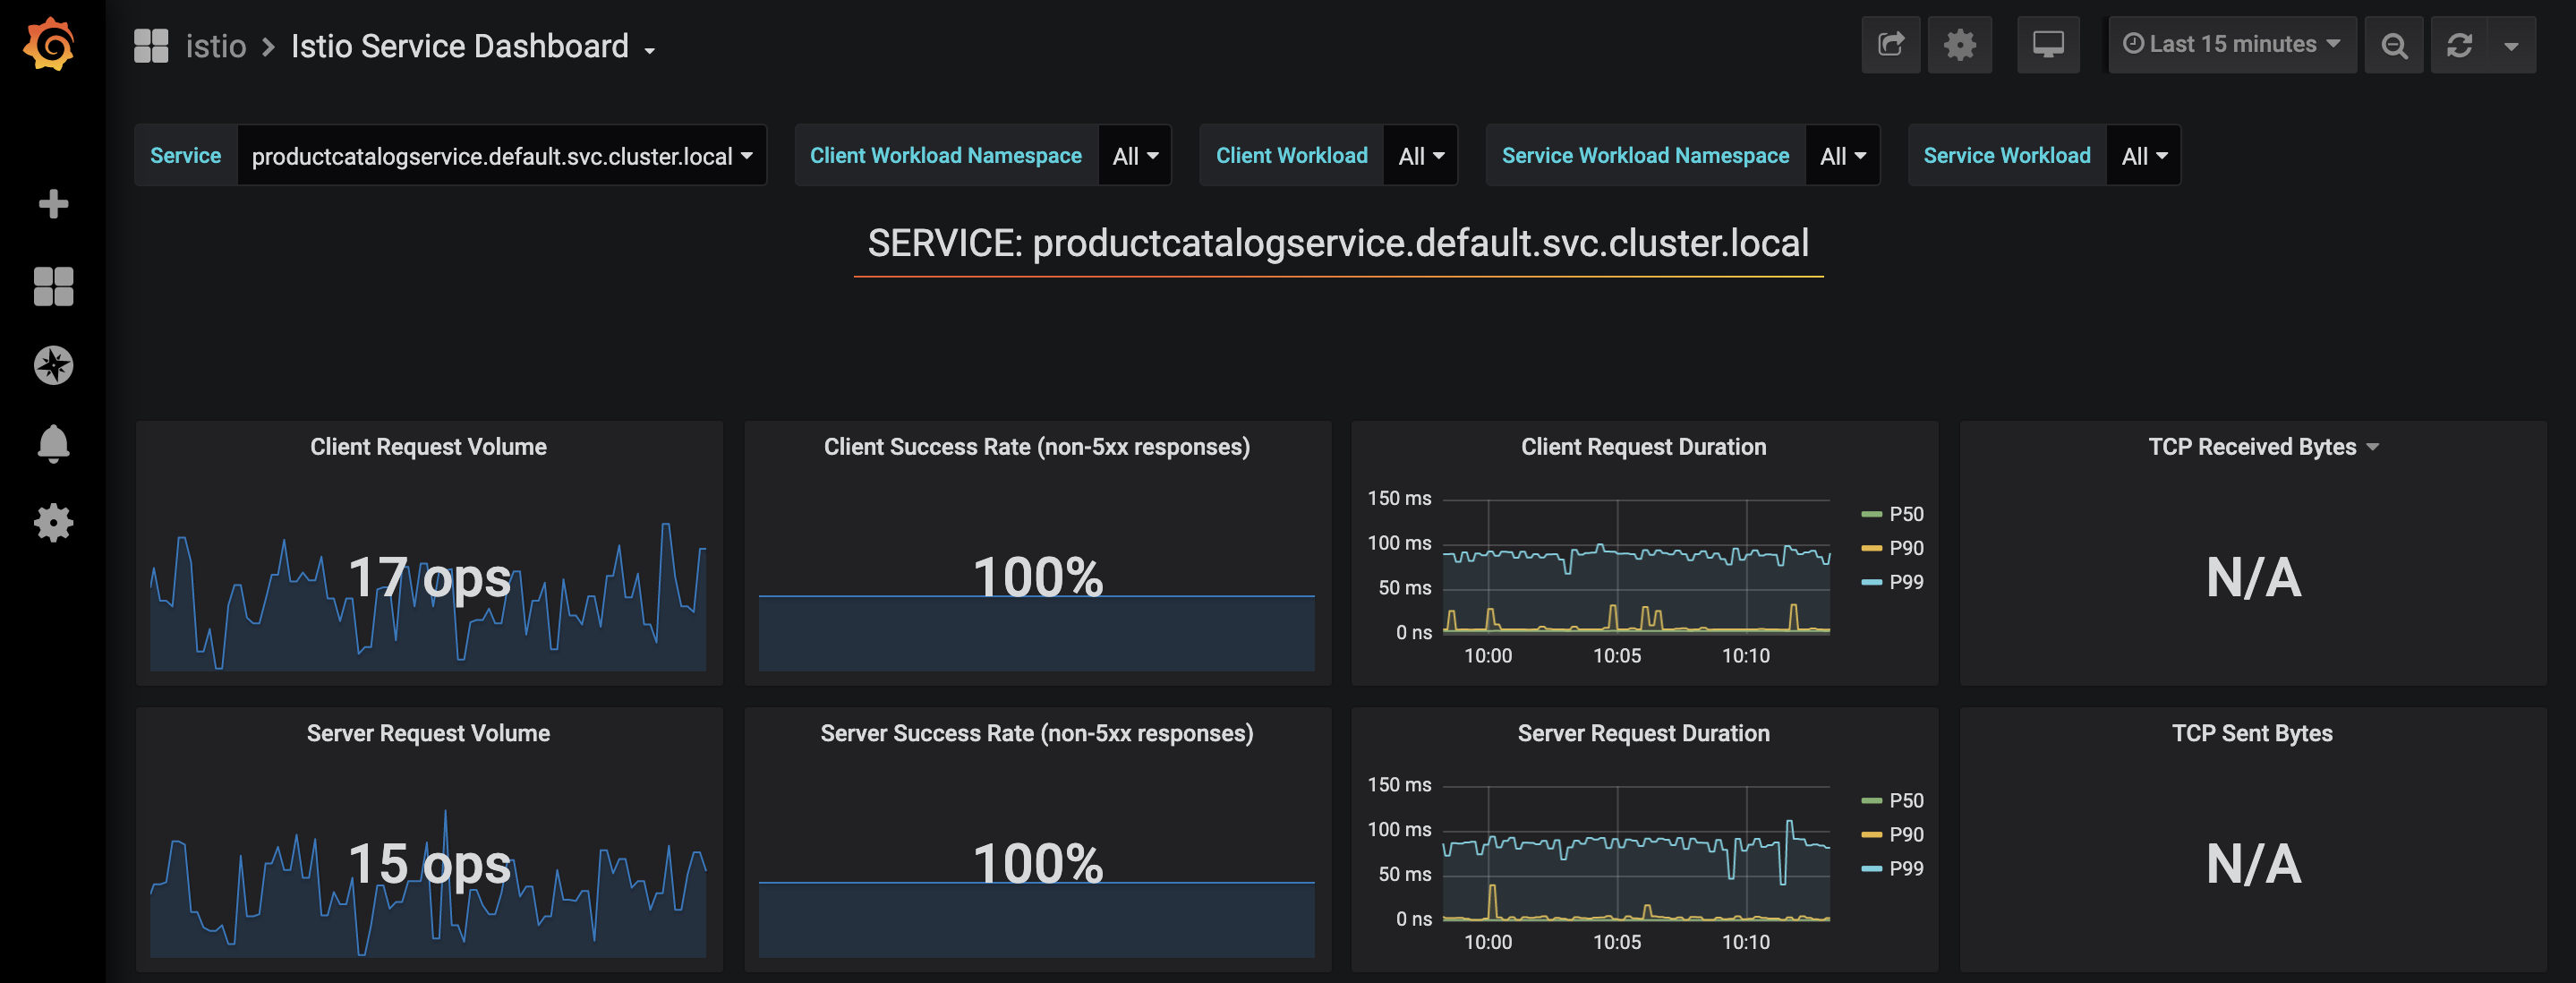 istio > Istio Service Dashboard
Last 15 minutes
Service productcatalogservice.default.svc.cluster.local Client Workload Namespace All Client Workload All Service Workload Namespace All Service Workload All
SERVICE: productcatalogservice.default.svc.cluster.local
Client Request Volume
17 ops
Client Success Rate (non-5xx responses)
100%
Client Request Duration
150 ms
100 ms
50 ms
0 ns
10:00 10:05 10:10
P50
P90
P99
TCP Received Bytes
N/A
Server Request Volume
15 ops
Server Success Rate (non-5xx responses)
100%
Server Request Duration
150 ms
100 ms
50 ms
0 ns
10:00 10:05 10:10
P50
P90
P99
TCP Sent Bytes
N/A